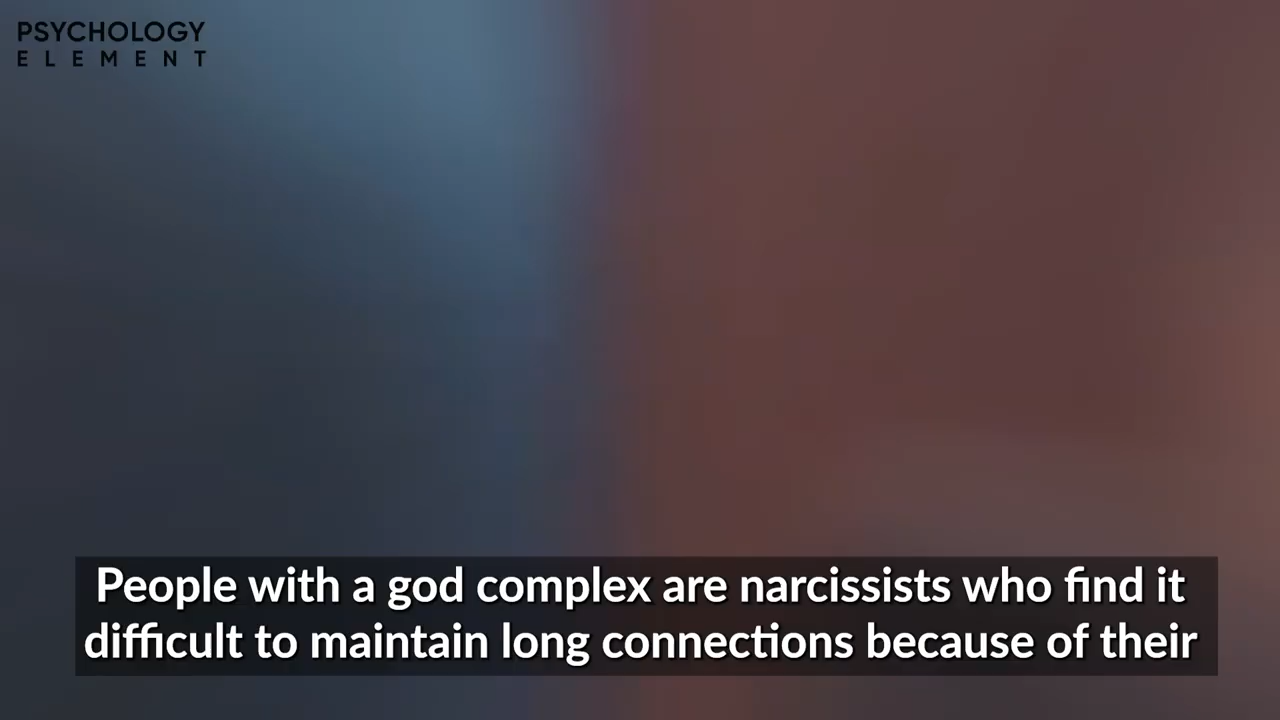 PSYCHOLOGY
ELEMENT
People with a god complex are narcissists who find it
difficult to maintain long connections because of their